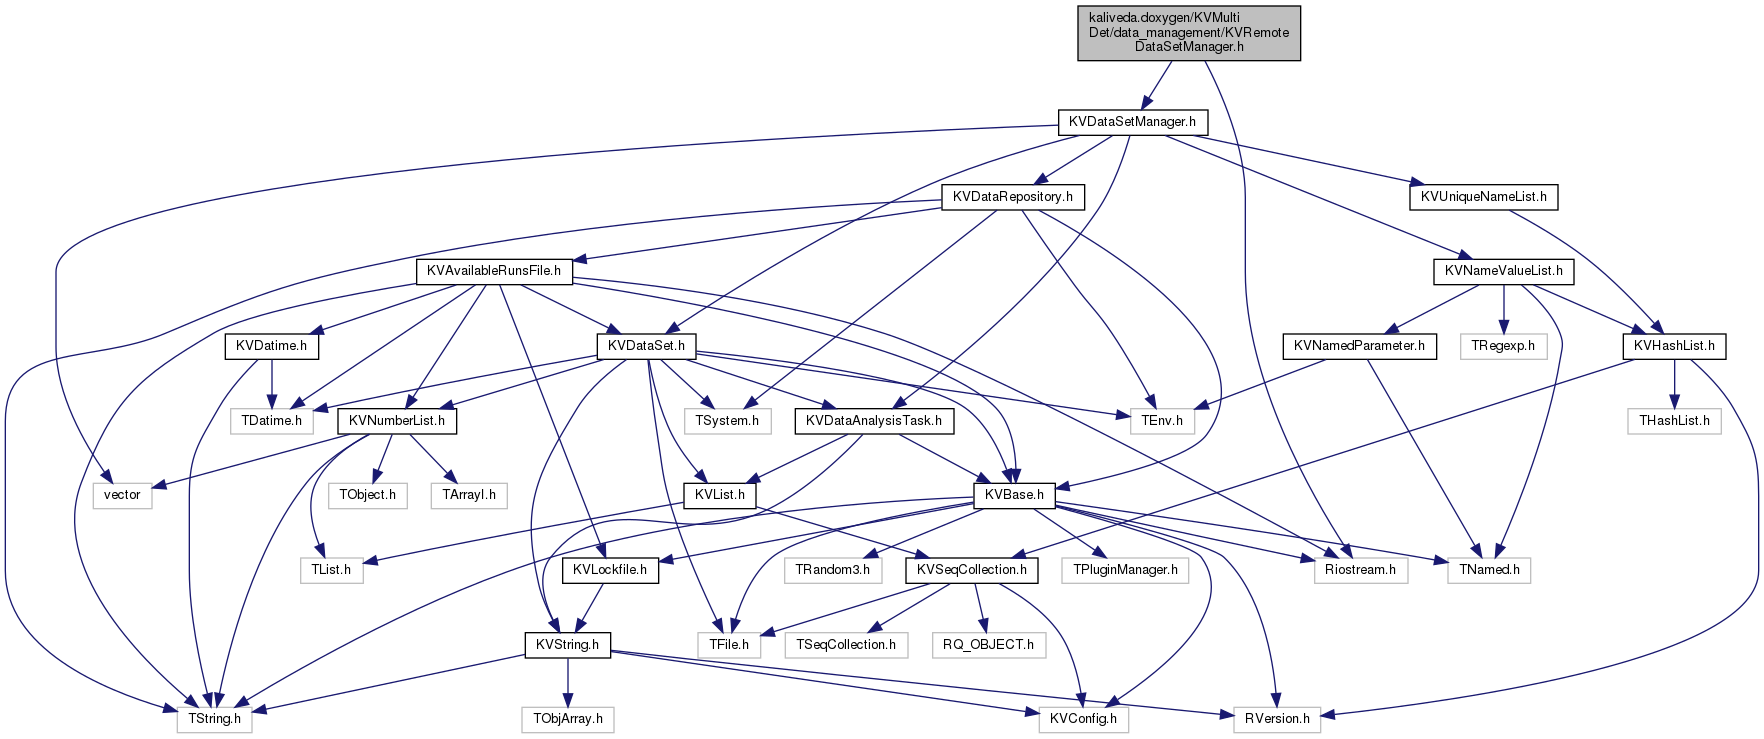 kaliveda.doxygen/KVMulti
Det/data_management/KVRemote
DataSetManager.h
KVDataSetManager.h
KVDataRepository.h
KVUniqueNameList.h
KVAvailableRunsFile.h
KVNameValueList.h
KVDatime.h
KVDataSet.h
KVNamedParameter.h
TRegexp.h
KVHashList.h
TDatime.h
KVNumberList.h
TSystem.h
KVDataAnalysisTask.h
TEnv.h
THashList.h
vector
TObject.h
TArrayI.h
KVList.h
KVBase.h
TList.h
KVLockfile.h
TRandom3.h
KVSeqCollection.h
TPluginManager.h
Riostream.h
TNamed.h
KVString.h
TFile.h
TSeqCollection.h
RQ_OBJECT.h
TString.h
TObjArray.h
KVConfig.h
RVersion.h